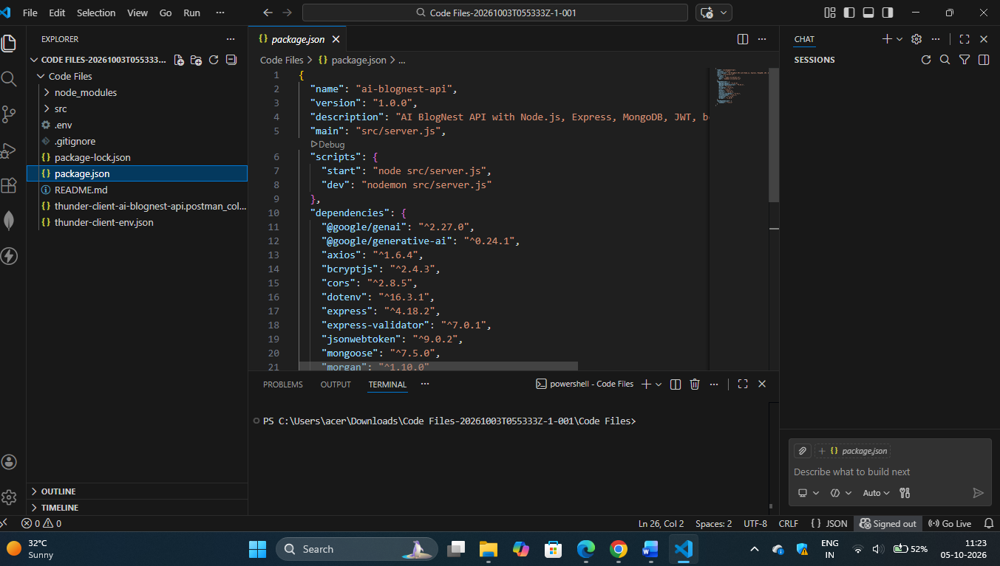 File Edit Selection View Go Run ···
Code Files-20261003T055333Z-1-001
EXPLORER
CODE FILES-20261003T055333...
Code Files
node_modules
src
.env
.gitignore
package-lock.json
package.json
README.md
thunder-client-ai-blognest-api.postman_col...
thunder-client-env.json
OUTLINE
TIMELINE
package.json
Code Files > {} package.json > ...
1 {
2 "name": "ai-blognest-api",
3 "version": "1.0.0",
4 "description": "AI BlogNest API with Node.js, Express, MongoDB, JWT, b
5 "main": "src/server.js",
Debug
6 "scripts": {
7 "start": "node src/server.js",
8 "dev": "nodemon src/server.js"
9 },
10 "dependencies": {
11 "@google/genai": "^2.27.0",
12 "@google/generative-ai": "^0.24.1",
13 "axios": "^1.6.4",
14 "bcryptjs": "^2.4.3",
15 "cors": "^2.8.5",
16 "dotenv": "^16.3.1",
17 "express": "^4.18.2",
18 "express-validator": "^7.0.1",
19 "jsonwebtoken": "^9.0.2",
20 "mongoose": "^7.5.0",
21 "morgan": "^1.10.0"
PROBLEMS OUTPUT TERMINAL ···
powershell - Code Files
PS C:\Users\acer\Downloads\Code Files-20261003T055333Z-1-001\Code Files>
CHAT
SESSIONS
package.json
Describe what to build next
Auto
0 0
Ln 26, Col 2 Spaces: 2 UTF-8 CRLF {} JSON Signed out Go Live
32°C
Sunny
Search
ENG
IN
52%
11:23
05-10-2026